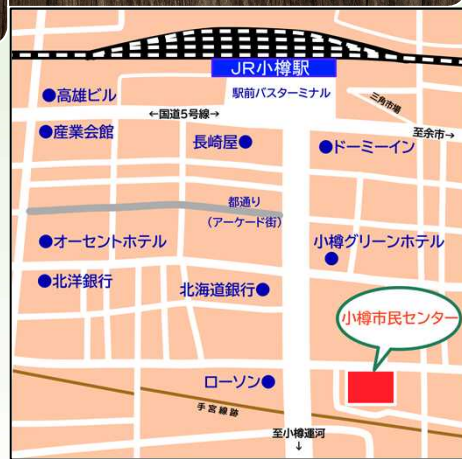 JR小樽駅
高雄ビル
駅前バスターミナル
三角市場
←国道5号線→
至余市→
産業会館
長崎屋
ドーミーイン
都通り
(アーケード街)
オーセントホテル
小樽グリーンホテル
北洋銀行
北海道銀行
小樽市民センター
ローソン
手宮線跡
至小樽運河
↓